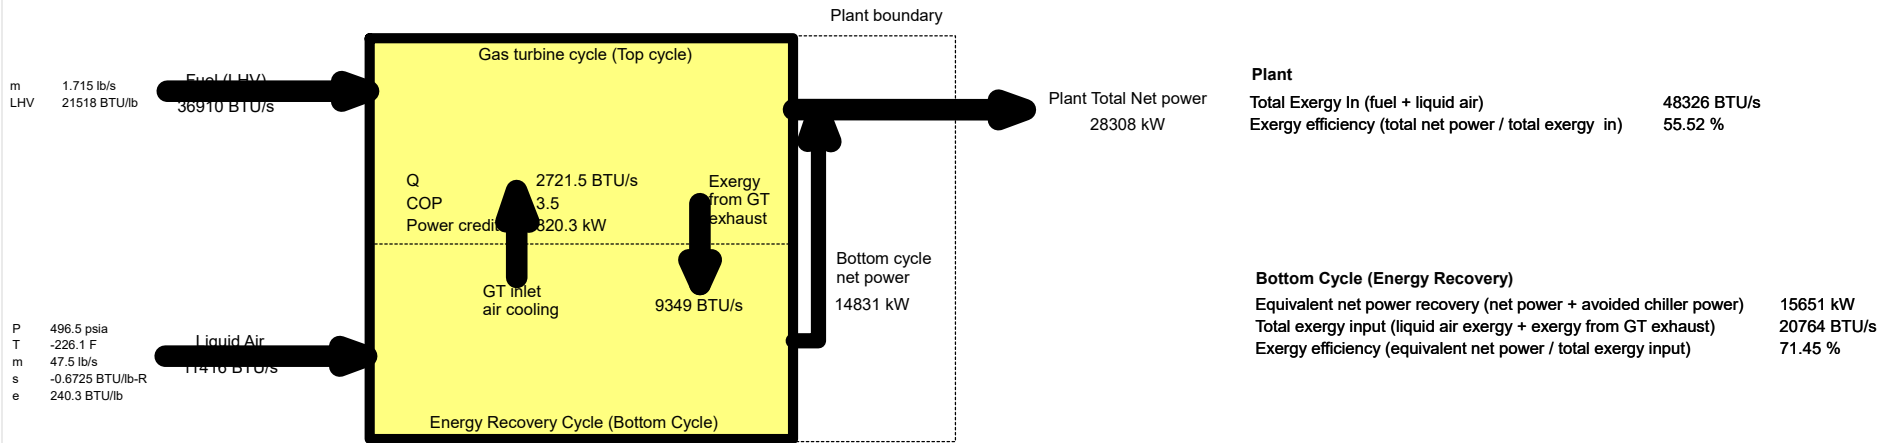 Plant boundary
Gas turbine cycle (Top cycle)
m 1.715 lb/s
LHV 21518 BTU/lb
Fuel (LHV)
36910 BTU/s
Plant Total Net power
28308 kW
Plant
Total Exergy In (fuel + liquid air) 48326 BTU/s
Exergy efficiency (total net power / total exergy in) 55.52 %
Q 2721.5 BTU/s
COP 3.5
Power credit 820.3 kW
Exergy
from GT
exhaust
GT inlet
air cooling
9349 BTU/s
Bottom cycle
net power
14831 kW
Bottom Cycle (Energy Recovery)
Equivalent net power recovery (net power + avoided chiller power) 15651 kW
Total exergy input (liquid air exergy + exergy from GT exhaust) 20764 BTU/s
Exergy efficiency (equivalent net power / total exergy input) 71.45 %
P 496.5 psia
T -226.1 F
m 47.5 lb/s
s -0.6725 BTU/lb-R
e 240.3 BTU/lb
Liquid Air
11416 BTU/s
Energy Recovery Cycle (Bottom Cycle)